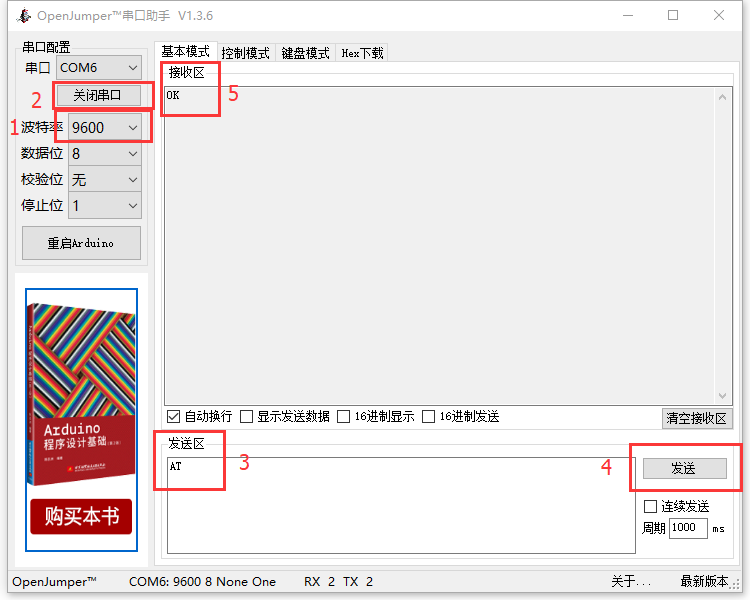 OpenJumper™串口助手 V1.3.6
串口配置
串口 COM6
2 关闭串口
1 波特率 9600
数据位 8
校验位 无
停止位 1
重启Arduino
Arduino
程序设计基础
购买本书
基本模式 控制模式 键盘模式 Hex下载
接收区
OK 5
自动换行 显示发送数据 16进制显示 16进制发送 清空接收区
发送区
AT 3
4 发送
连续发送
周期 1000 ms
OpenJumper™ COM6: 9600 8 None One RX 2 TX 2 关于... 最新版本